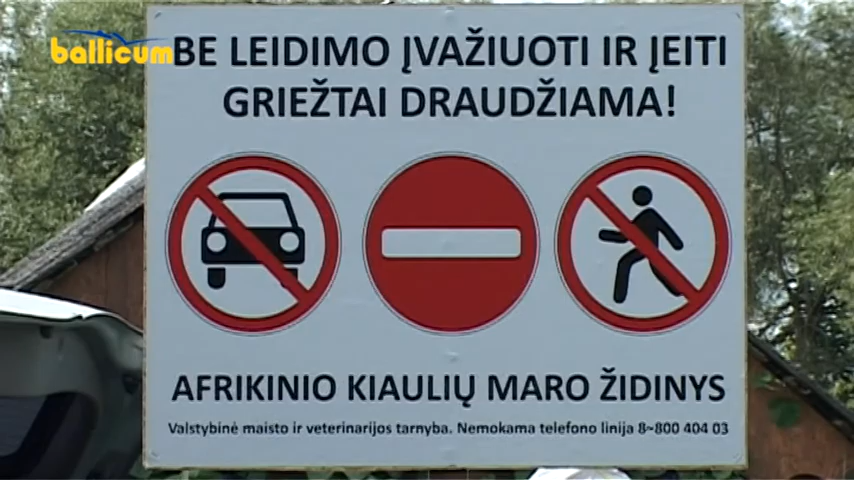 ballicum
BE LEIDIMO ĮVAŽIUOTI IR ĮEITI
GRIEŽTAI DRAUDŽIAMA!
AFRIKINIO KIAULIŲ MARO ŽIDINYS
Valstybinė maisto ir veterinarijos tarnyba. Nemokama telefono linija 8~800 404 03